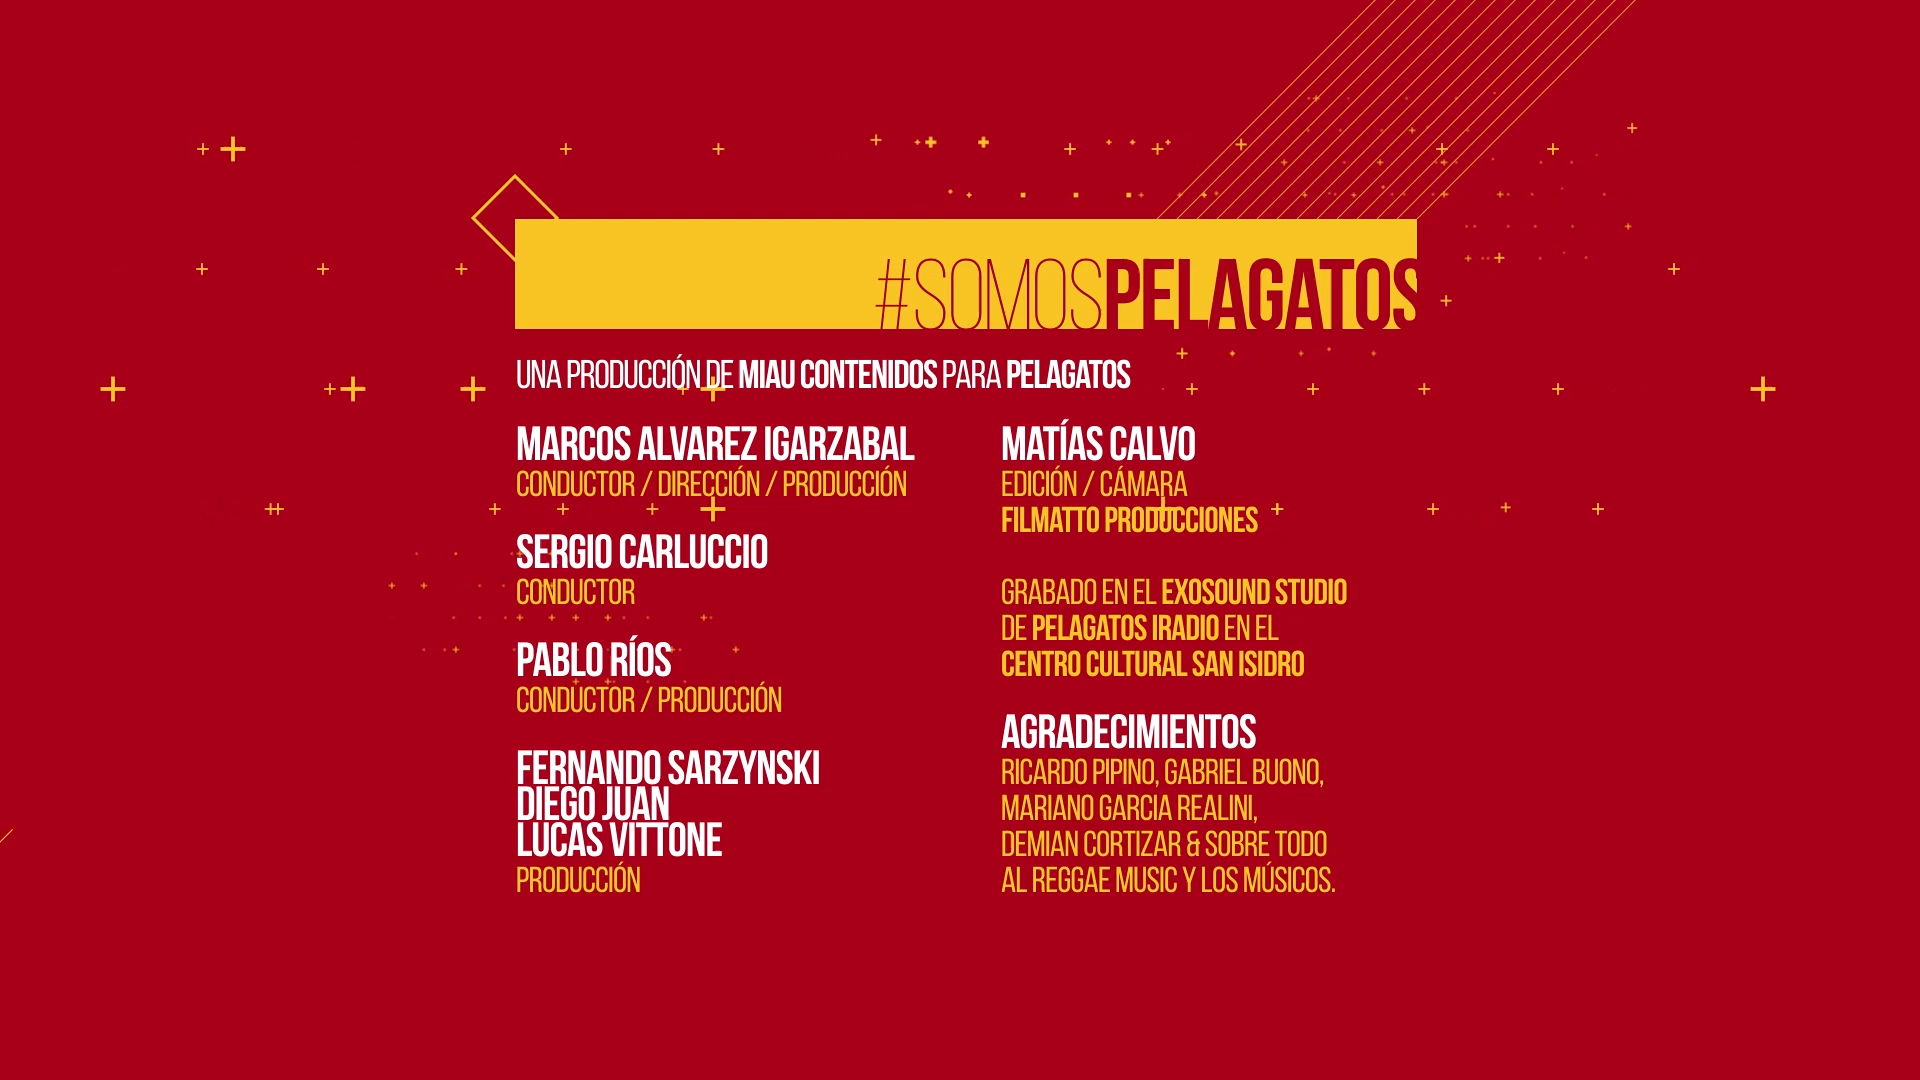 #SOMOSPELAGATOS
UNA PRODUCCIÓN DE MIAU CONTENIDOS PARA PELAGATOS
MARCOS ALVAREZ IGARZABAL
CONDUCTOR / DIRECCIÓN / PRODUCCIÓN
SERGIO CARLUCCIO
CONDUCTOR
PABLO RÍOS
CONDUCTOR / PRODUCCIÓN
FERNANDO SARZYNSKI
DIEGO JUAN
LUCAS VITTONE
PRODUCCIÓN
MATÍAS CALVO
EDICIÓN / CÁMARA
FILMATTO PRODUCCIONES
GRABADO EN EL EXOSOUND STUDIO
DE PELAGATOS IRADIO EN EL
CENTRO CULTURAL SAN ISIDRO
AGRADECIMIENTOS
RICARDO PIPINO, GABRIEL BUONO,
MARIANO GARCIA REALINI,
DEMIAN CORTIZAR & SOBRE TODO
AL REGGAE MUSIC Y LOS MÚSICOS.